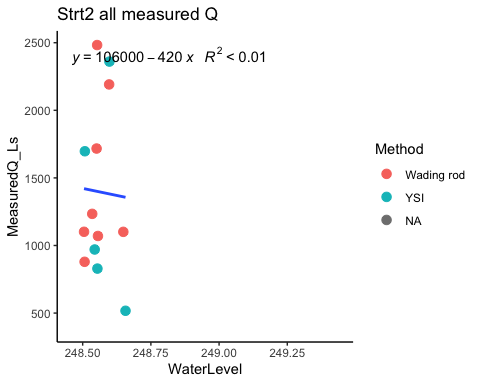 Strt2 all measured Q
y = 106000 – 420 x R² < 0.01
MeasuredQ_Ls
2500
2000
1500
1000
500
248.50 248.75 249.00 249.25
WaterLevel
Method
Wading rod
YSI
NA